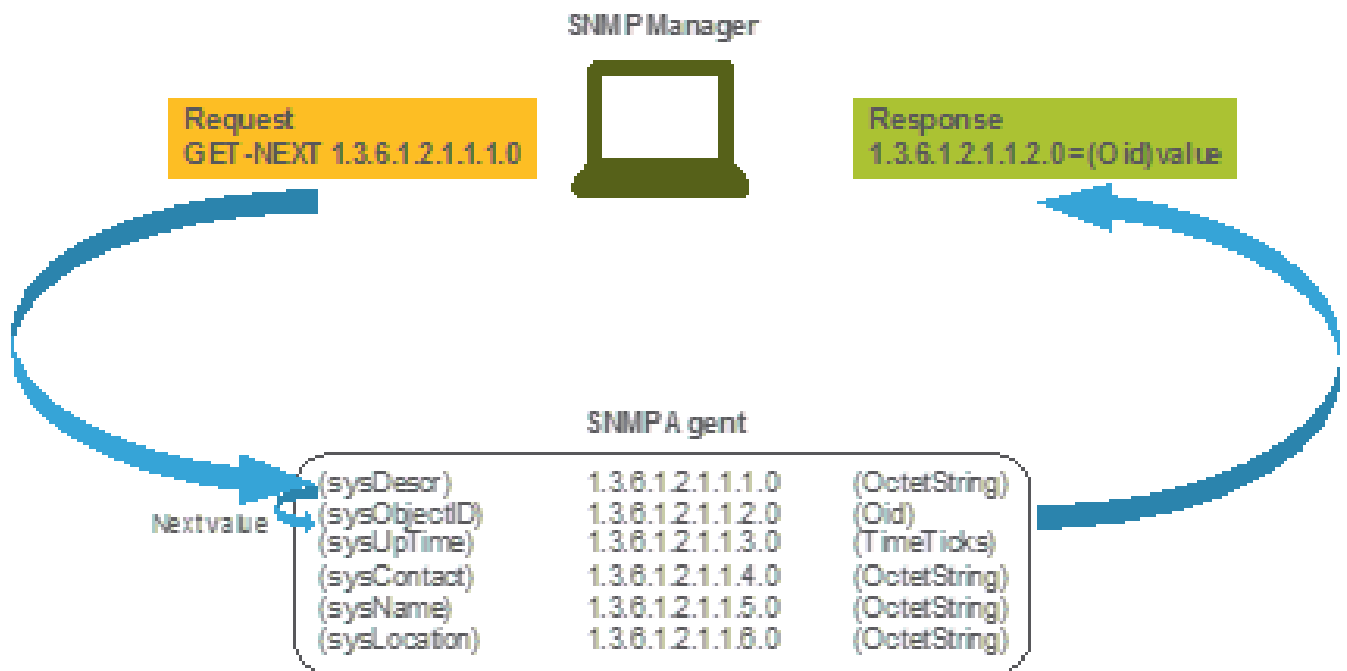 SNMP Manager
Request
GET-NEXT 1.3.6.1.2.1.1.1.0
Response
1.3.6.1.2.1.1.2.0=(Oid)value
SNMP Agent
(sysDescr) 1.3.6.1.2.1.1.1.0 (OctetString)
Next value
(sysObjectID) 1.3.6.1.2.1.1.2.0 (Oid)
(sysUpTime) 1.3.6.1.2.1.1.3.0 (TimeTicks)
(sysContact) 1.3.6.1.2.1.1.4.0 (OctetString)
(sysName) 1.3.6.1.2.1.1.5.0 (OctetString)
(sysLocation) 1.3.6.1.2.1.1.6.0 (OctetString)